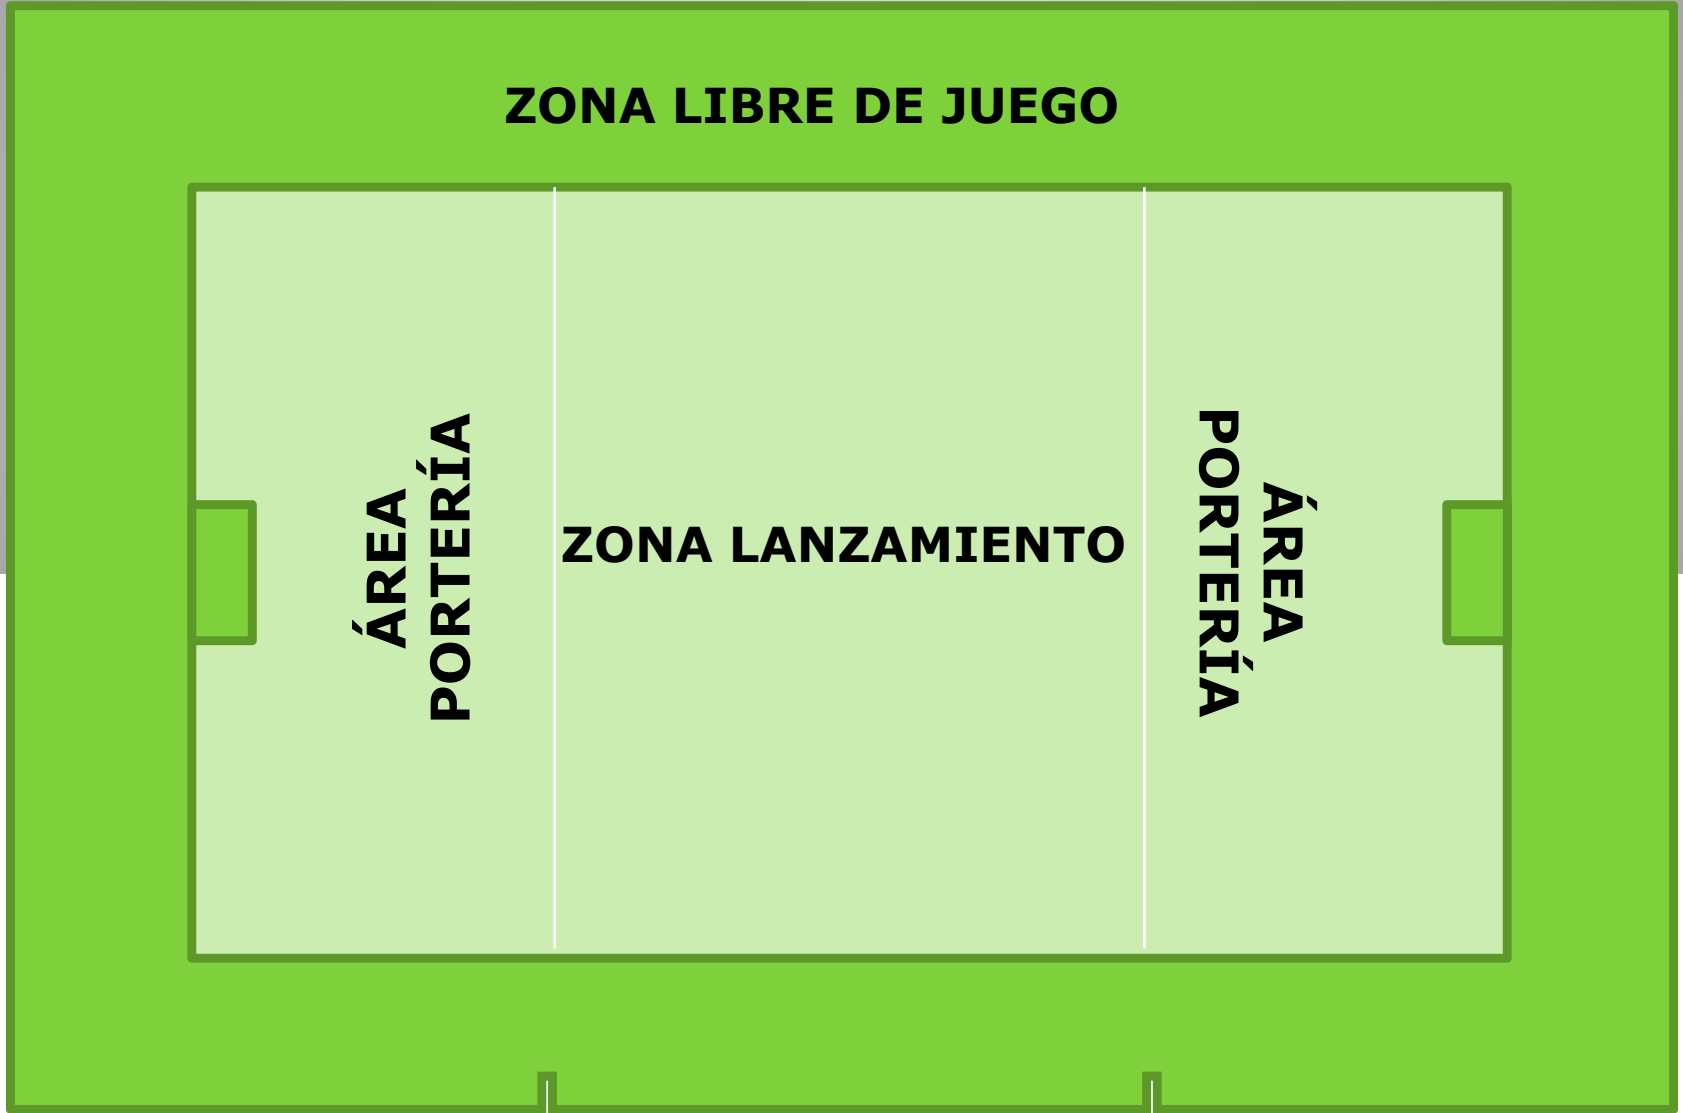 ZONA LIBRE DE JUEGO
ÁREA
PORTERÍA
ZONA LANZAMIENTO
ÁREA
PORTERÍA